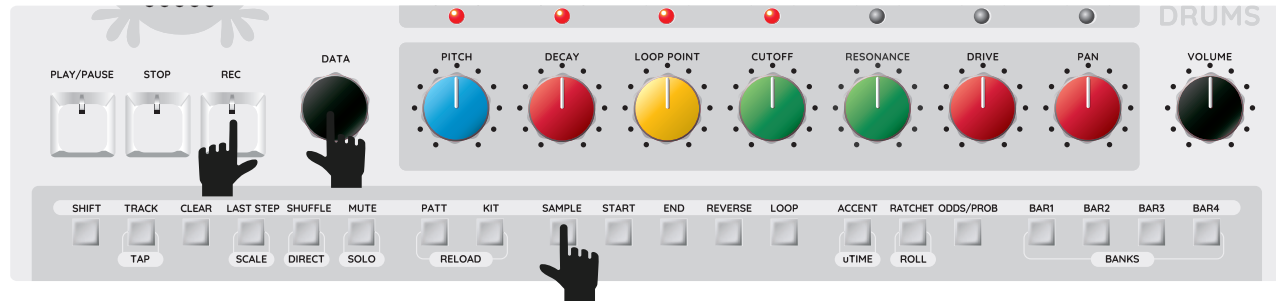 DRUMS
PLAY/PAUSE STOP REC DATA PITCH DECAY LOOP POINT CUTOFF RESONANCE DRIVE PAN VOLUME
SHIFT TRACK CLEAR LAST STEP SHUFFLE MUTE PATT KIT SAMPLE START END REVERSE LOOP ACCENT RATCHET ODDS/PROB BAR1 BAR2 BAR3 BAR4
TAP SCALE DIRECT SOLO RELOAD uTIME ROLL BANKS